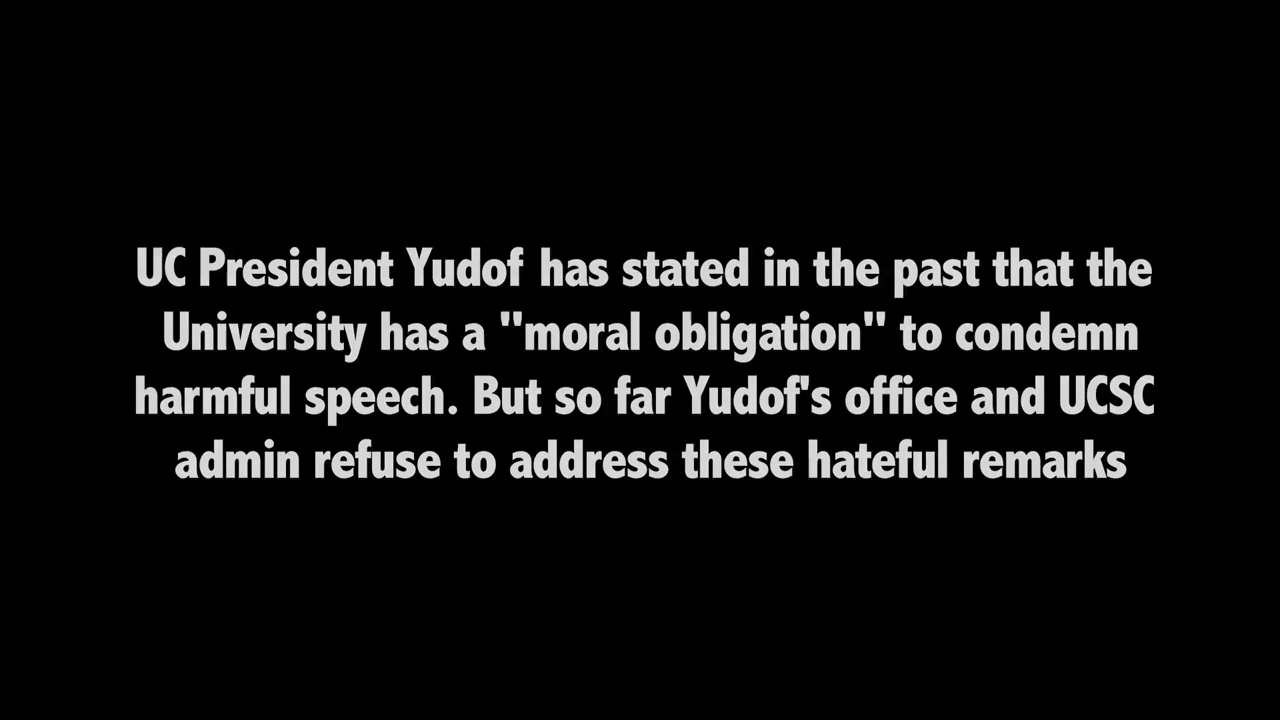 UC President Yudof has stated in the past that the
University has a "moral obligation" to condemn
harmful speech. But so far Yudof's office and UCSC
admin refuse to address these hateful remarks